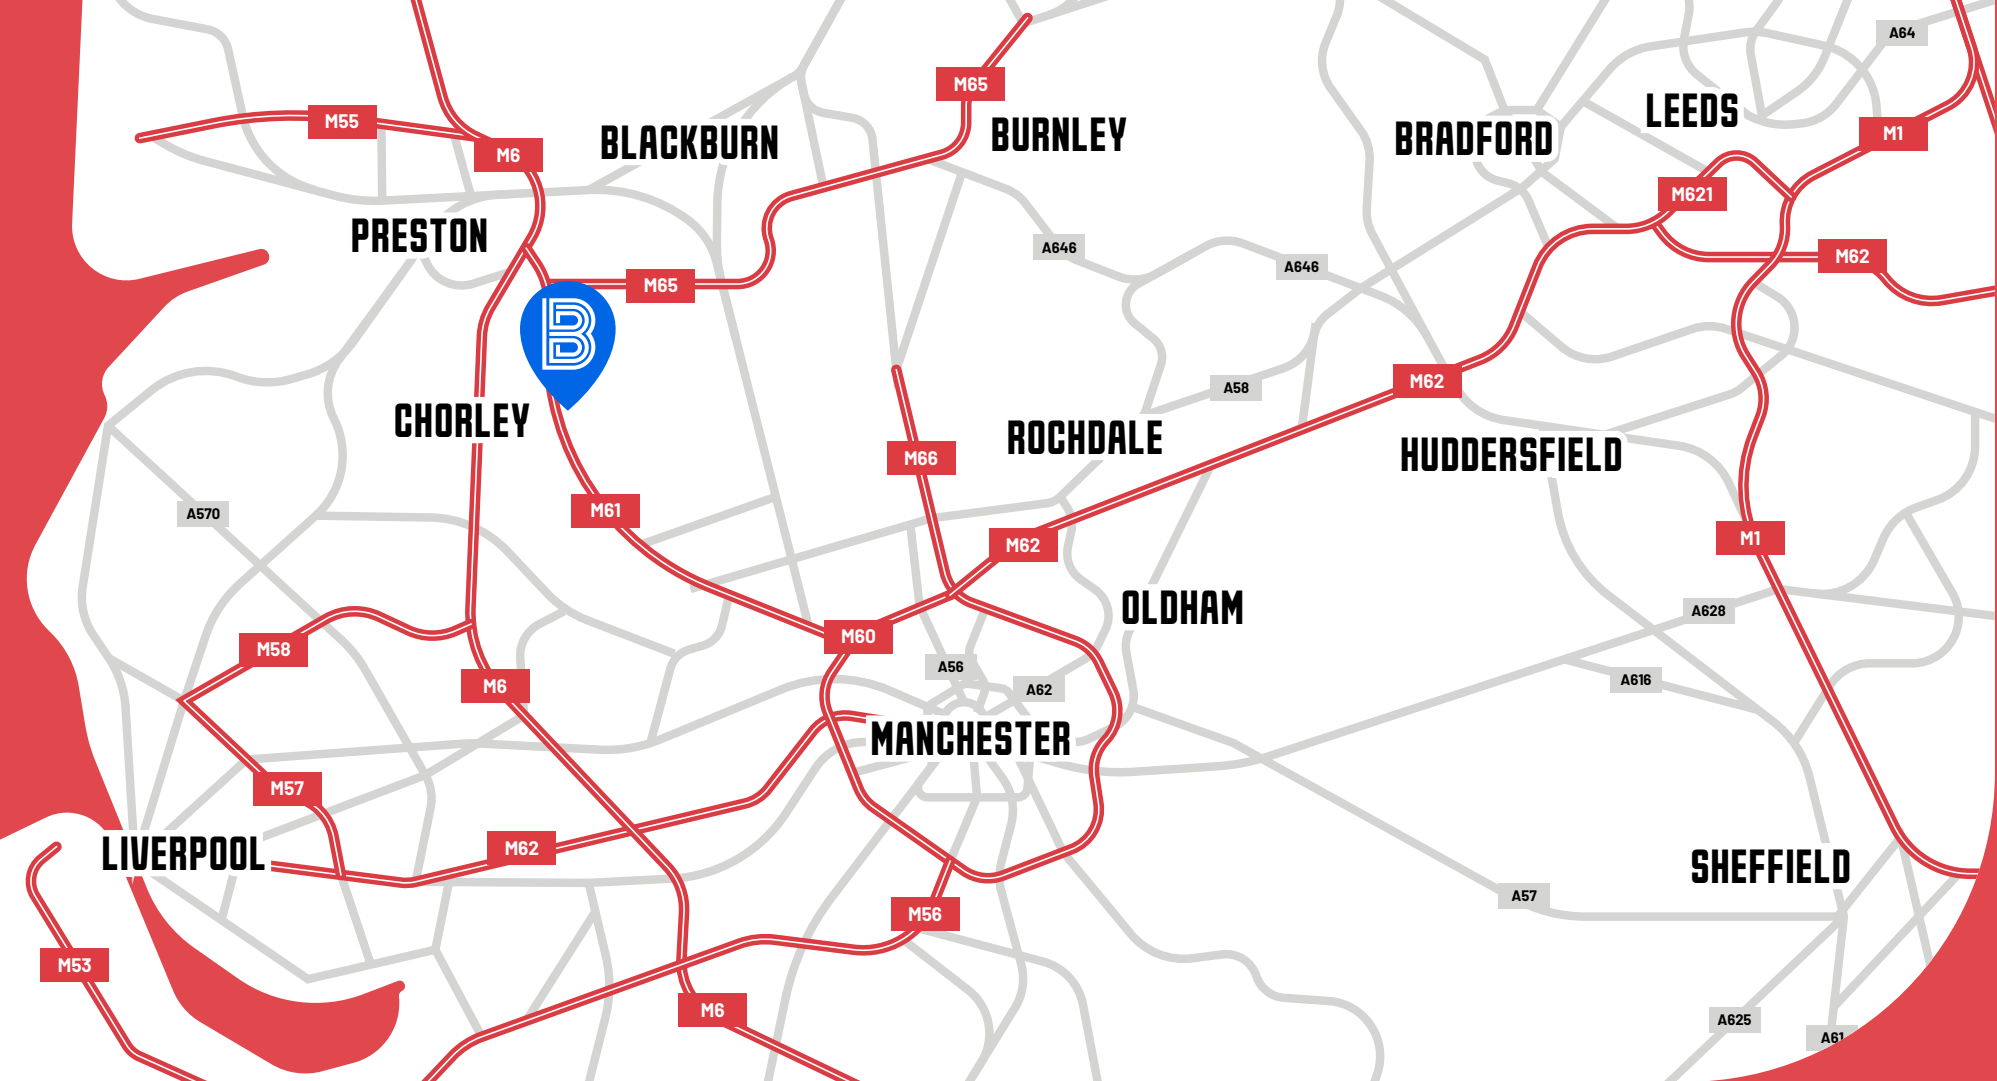 A64
M65
M55
LEEDS
M1
BURNLEY
BLACKBURN
BRADFORD
M6
M621
PRESTON
A646
A646
M62
M65
B
M62
A58
CHORLEY
ROCHDALE
HUDDERSFIELD
M66
M61
A570
M62
M1
OLDHAM
A628
M60
M58
A56
A616
M6
A62
MANCHESTER
M57
M62
LIVERPOOL
SHEFFIELD
A57
M56
M53
M6
A625
A61